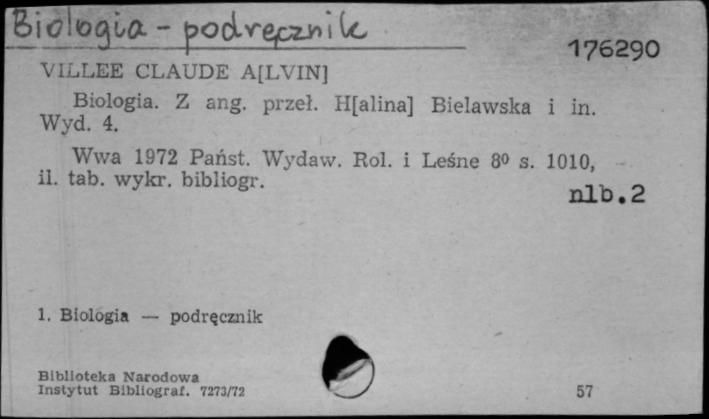 Biologia - podręcznik
176290
VILLEE CLAUDE A[LVIN]
Biologia. Z ang. przeł. H[alina] Bielawska i in.
Wyd. 4.
Wwa 1972 Państ. Wydaw. Rol. i Leśne 8⁰ s. 1010,
il. tab. wykr. bibliogr.
nlb.2
1. Biologia — podręcznik
Biblioteka Narodowa
Instytut Bibliograf. 7273/72
57